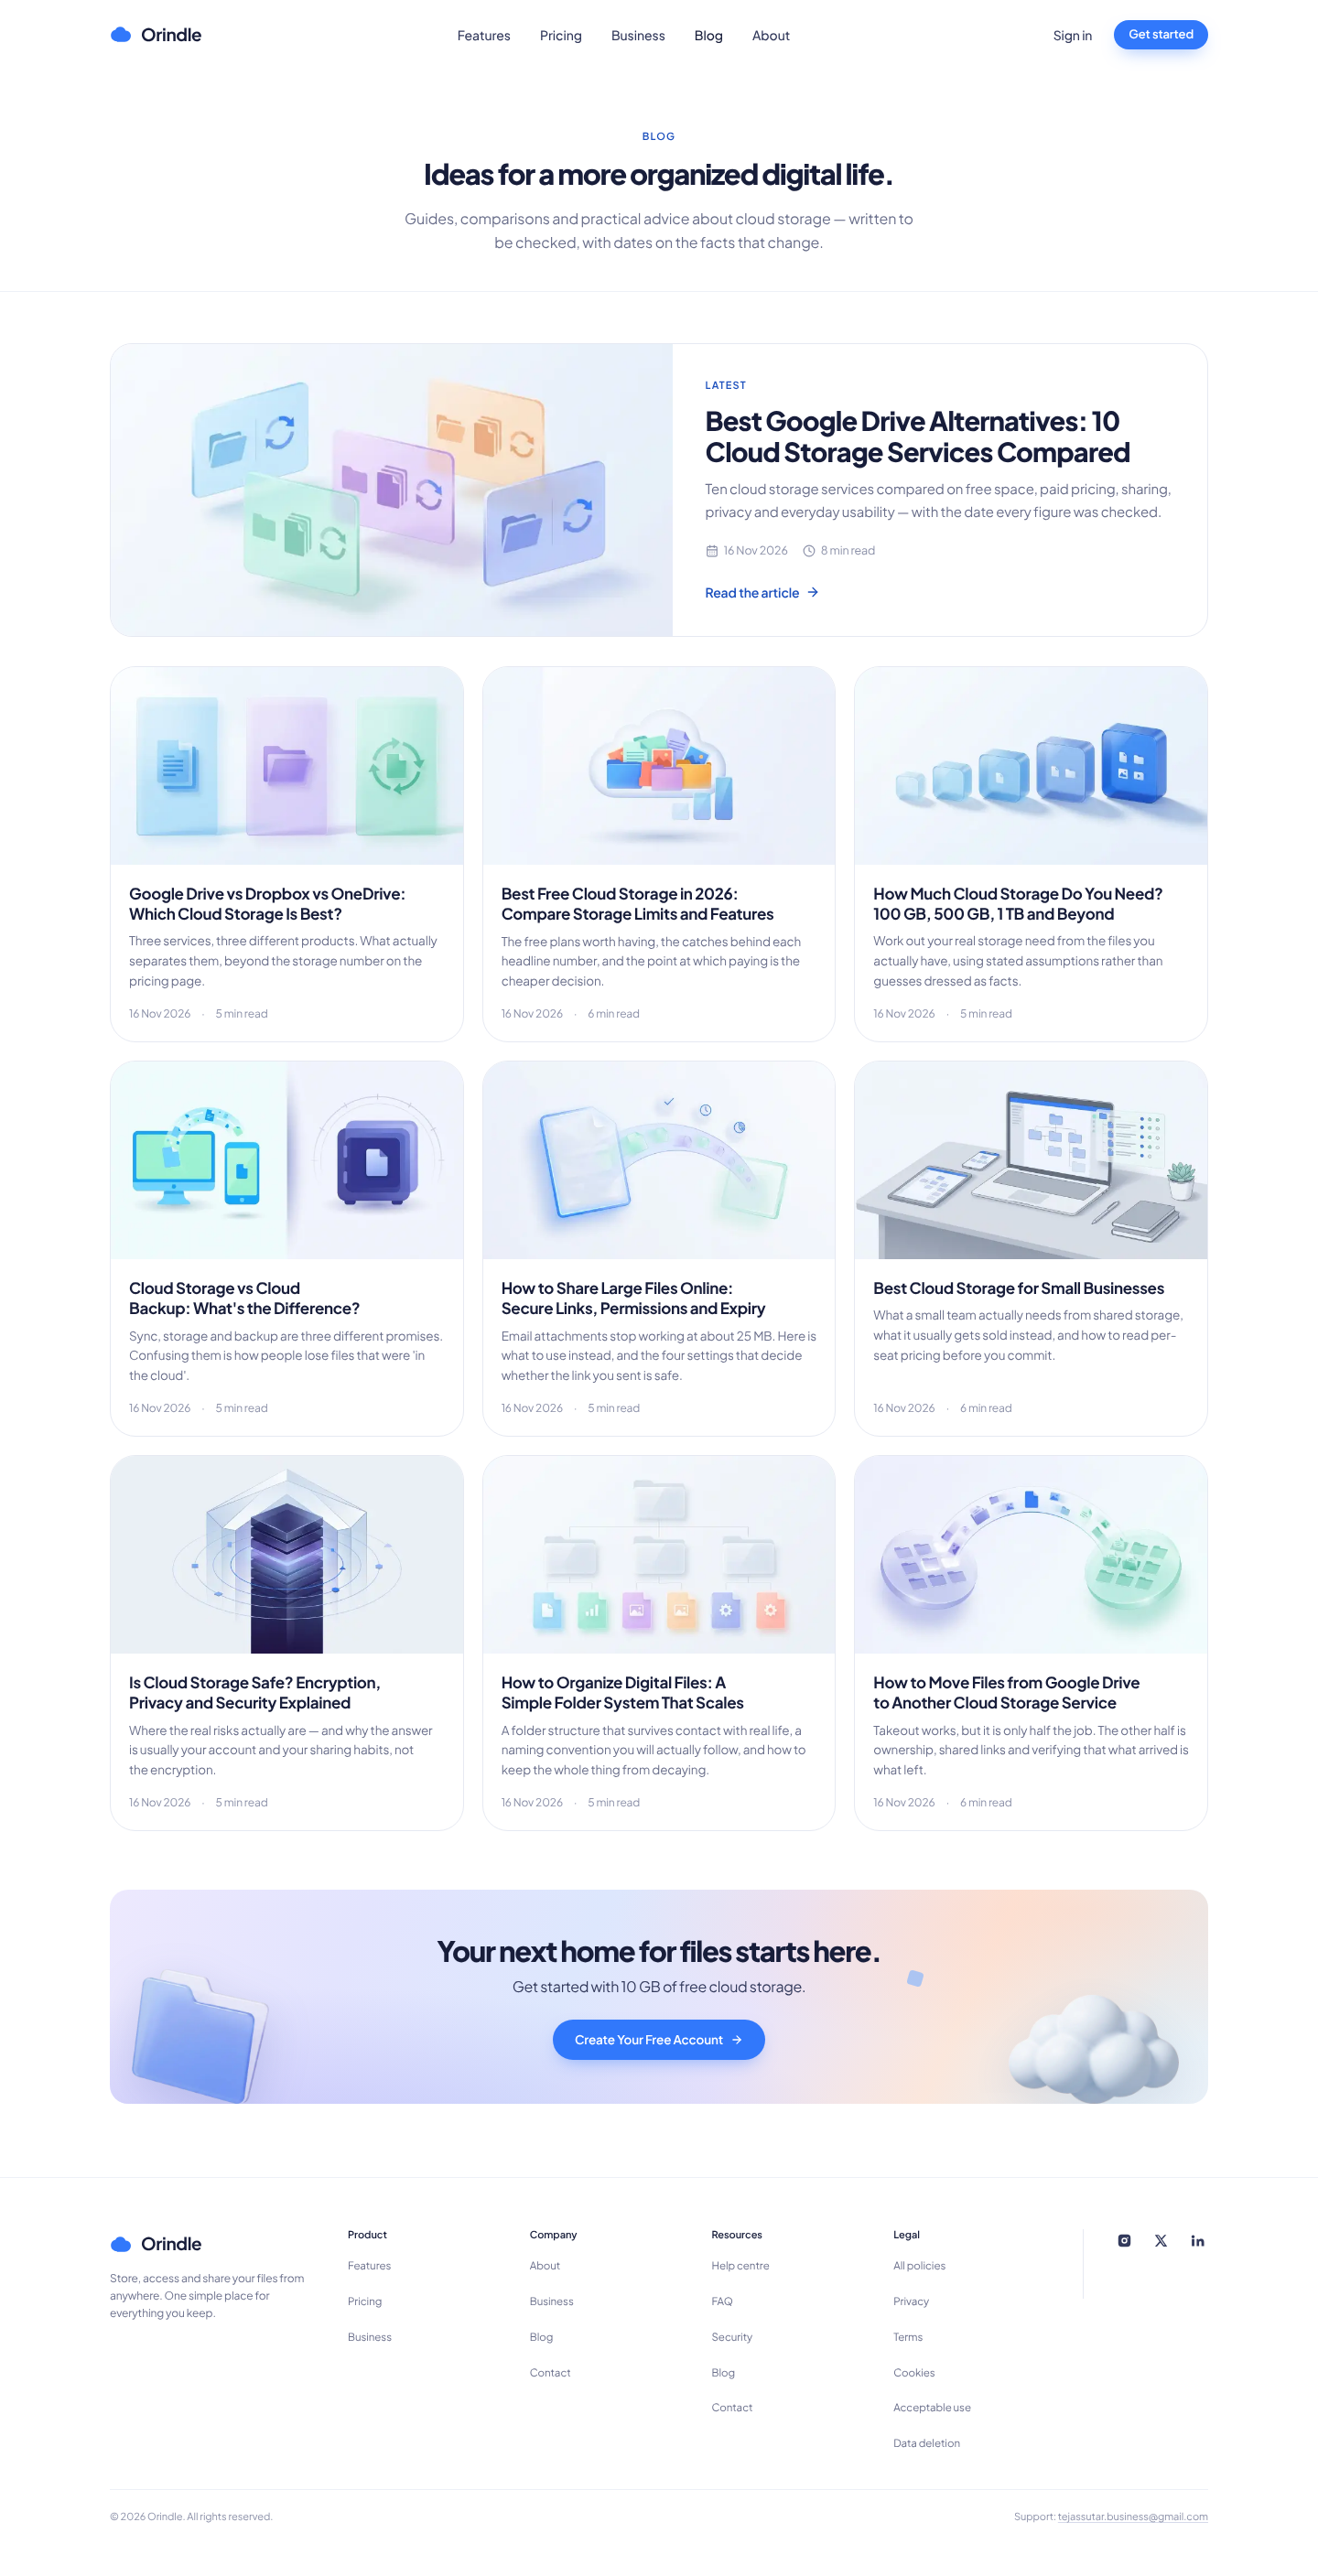 Orindle
Features
Pricing
Business
Blog
About
Sign in
Get started
BLOG
Ideas for a more organized digital life.
Guides, comparisons and practical advice about cloud storage — written to
be checked, with dates on the facts that change.
LATEST
Best Google Drive Alternatives: 10
Cloud Storage Services Compared
Ten cloud storage services compared on free space, paid pricing, sharing,
privacy and everyday usability — with the date every figure was checked.
16 Nov 2026 8 min read
Read the article
Google Drive vs Dropbox vs OneDrive:
Which Cloud Storage Is Best?
Three services, three different products. What actually
separates them, beyond the storage number on the
pricing page.
16 Nov 2026 · 5 min read
Best Free Cloud Storage in 2026:
Compare Storage Limits and Features
The free plans worth having, the catches behind each
headline number, and the point at which paying is the
cheaper decision.
16 Nov 2026 · 6 min read
How Much Cloud Storage Do You Need?
100 GB, 500 GB, 1 TB and Beyond
Work out your real storage need from the files you
actually have, using stated assumptions rather than
guesses dressed as facts.
16 Nov 2026 · 5 min read
Cloud Storage vs Cloud
Backup: What's the Difference?
Sync, storage and backup are three different promises.
Confusing them is how people lose files that were 'in
the cloud'.
16 Nov 2026 · 5 min read
How to Share Large Files Online:
Secure Links, Permissions and Expiry
Email attachments stop working at about 25 MB. Here is
what to use instead, and the four settings that decide
whether the link you sent is safe.
16 Nov 2026 · 5 min read
Best Cloud Storage for Small Businesses
What a small team actually needs from shared storage,
what it usually gets sold instead, and how to read per-
seat pricing before you commit.
16 Nov 2026 · 6 min read
Is Cloud Storage Safe? Encryption,
Privacy and Security Explained
Where the real risks actually are — and why the answer
is usually your account and your sharing habits, not
the encryption.
16 Nov 2026 · 5 min read
How to Organize Digital Files: A
Simple Folder System That Scales
A folder structure that survives contact with real life, a
naming convention you will actually follow, and how to
keep the whole thing from decaying.
16 Nov 2026 · 5 min read
How to Move Files from Google Drive
to Another Cloud Storage Service
Takeout works, but it is only half the job. The other half is
ownership, shared links and verifying that what arrived is
what left.
16 Nov 2026 · 6 min read
Your next home for files starts here.
Get started with 10 GB of free cloud storage.
Create Your Free Account
Orindle
Store, access and share your files from
anywhere. One simple place for
everything you keep.
Product
Features
Pricing
Business
Company
About
Business
Blog
Contact
Resources
Help centre
FAQ
Security
Blog
Contact
Legal
All policies
Privacy
Terms
Cookies
Acceptable use
Data deletion
© 2026 Orindle. All rights reserved.
Support: tejassutar.business@gmail.com